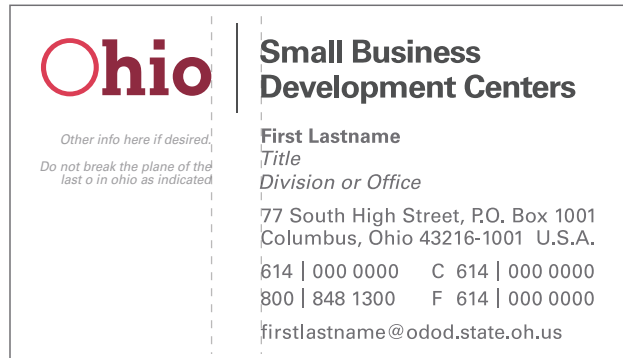 Ohio
Small Business
Development Centers
Other info here if desired.
Do not break the plane of the
last o in ohio as indicated
First Lastname
Title
Division or Office
77 South High Street, P.O. Box 1001
Columbus, Ohio 43216-1001 U.S.A.
614 | 000 0000 C 614 | 000 0000
800 | 848 1300 F 614 | 000 0000
firstlastname@odod.state.oh.us